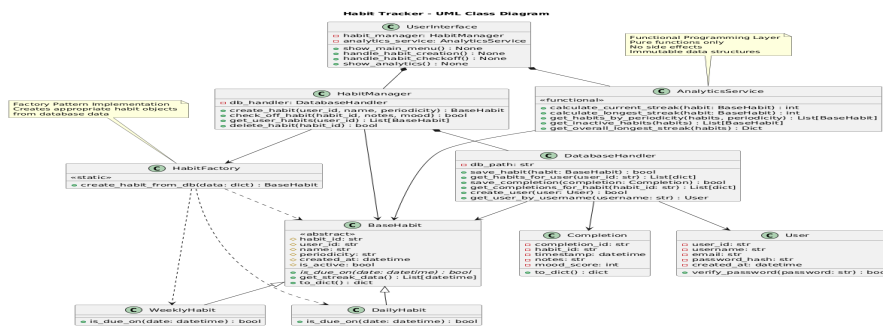 Habit Tracker - UML Class Diagram
C UserInterface
habit_manager: HabitManager
analytics_service: AnalyticsService
show_main_menu() : None
handle_habit_creation() : None
handle_habit_checkoff() : None
show_analytics() : None
Functional Programming Layer
Pure functions only
No side effects
Immutable data structures
C HabitManager
db_handler: DatabaseHandler
create_habit(user_id, name, periodicity) : BaseHabit
check_off_habit(habit_id, notes, mood) : bool
get_user_habits(user_id) : List[BaseHabit]
delete_habit(habit_id) : bool
C AnalyticsService
«functional»
calculate_current_streak(habit: BaseHabit) : int
calculate_longest_streak(habit: BaseHabit) : int
get_habits_by_periodicity(habits, periodicity) : List[BaseHabit]
get_inactive_habits(habits) : List[BaseHabit]
get_overall_longest_streak(habits) : Dict
Factory Pattern Implementation
Creates appropriate habit objects
from database data
C HabitFactory
«static»
create_habit_from_db(data: dict) : BaseHabit
C DatabaseHandler
db_path: str
save_habit(habit: BaseHabit) : bool
get_habits_for_user(user_id: str) : List[dict]
save_completion(completion: Completion) : bool
get_completions_for_habit(habit_id: str) : List[dict]
create_user(user: User) : bool
get_user_by_username(username: str) : User
C BaseHabit
«abstract»
habit_id: str
user_id: str
name: str
periodicity: str
created_at: datetime
is_active: bool
is_due_on(date: datetime) : bool
get_streak_data() : List[datetime]
to_dict() : dict
C Completion
completion_id: str
habit_id: str
timestamp: datetime
notes: str
mood_score: int
to_dict() : dict
C User
user_id: str
username: str
email: str
password_hash: str
created_at: datetime
verify_password(password: str) : boo
C WeeklyHabit
is_due_on(date: datetime) : bool
C DailyHabit
is_due_on(date: datetime) : bool